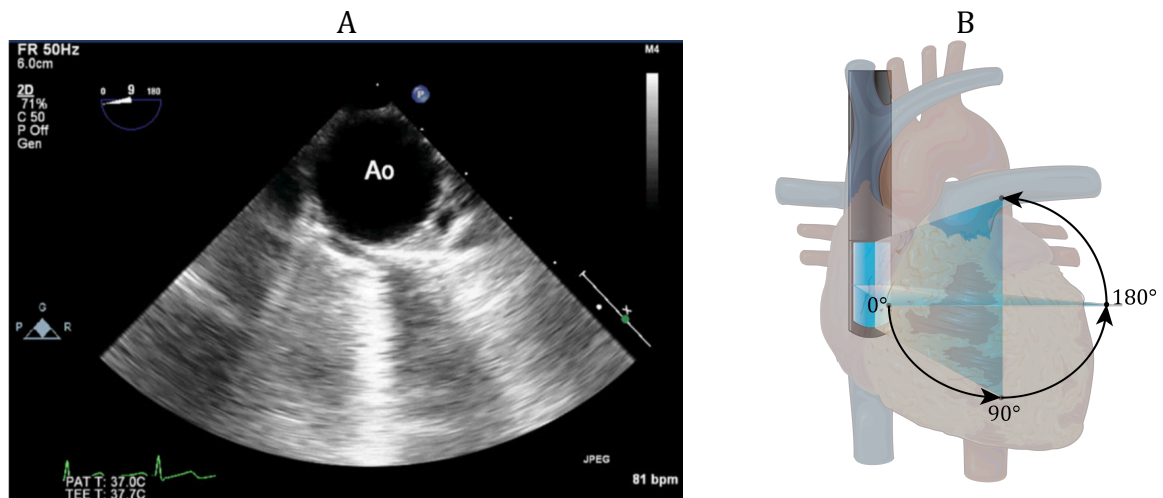 A
B
FR 50Hz
6.0cm
M4
2D
71%
C 50
P Off
Gen
0 9 180
P
Ao
G
P R
JPEG
PAT T: 37.0C
TEE T: 37.7C
81 bpm
0°
180°
90°